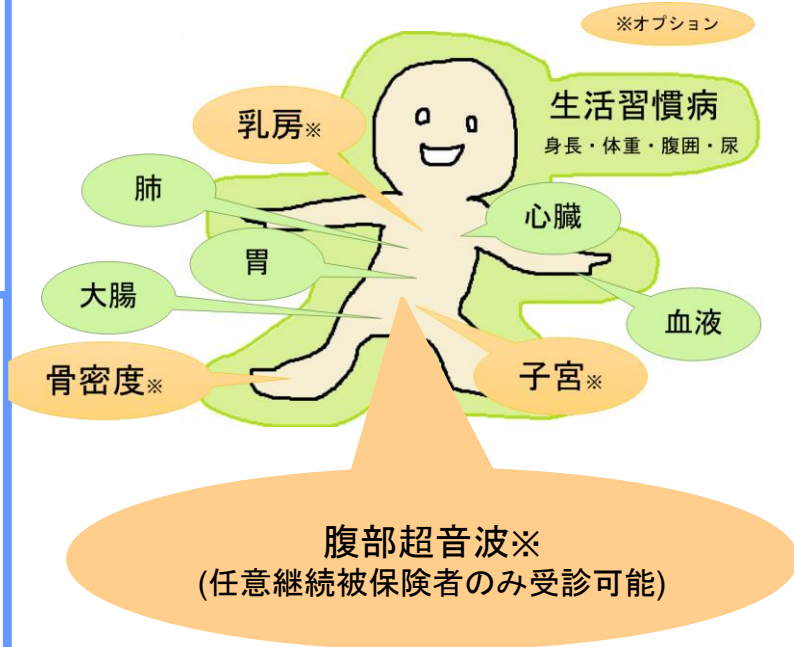 ※オプション
生活習慣病
身長・体重・腹囲・尿
乳房※
肺
心臓
胃
大腸
血液
骨密度※
子宮※
腹部超音波※
(任意継続被保険者のみ受診可能)